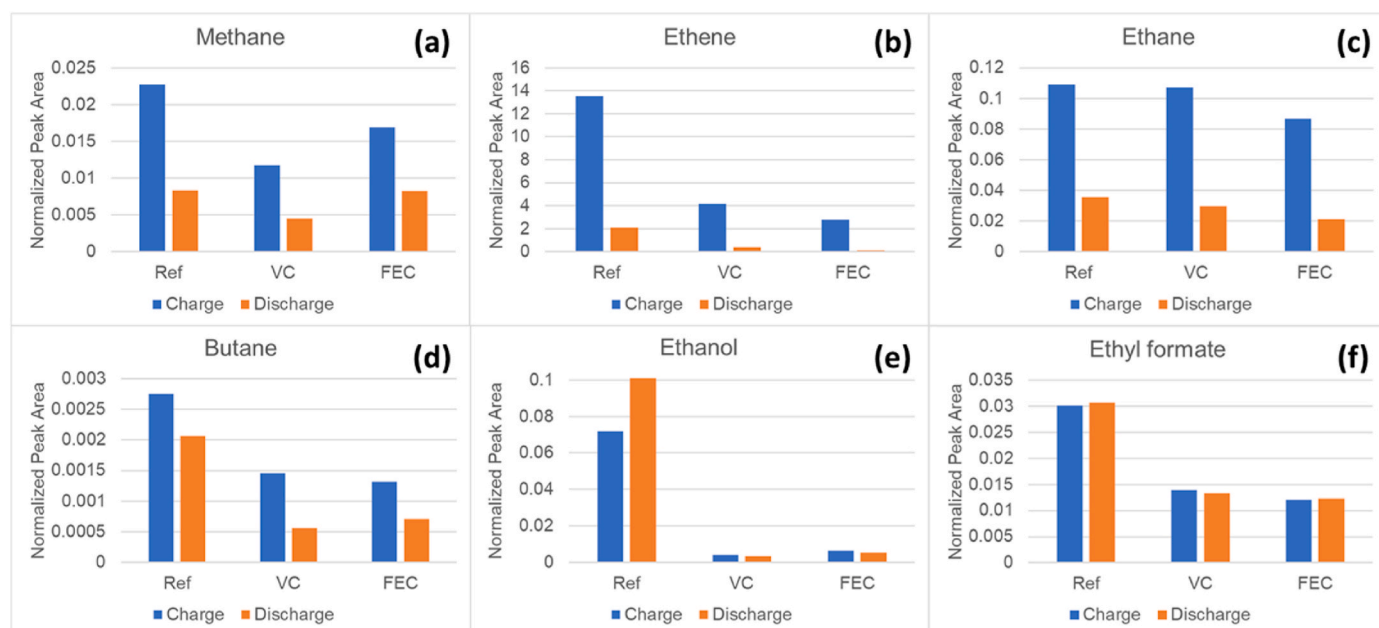 Methane
(a)
Normalized Peak Area
0.025
0.02
0.015
0.01
0.005
0
Ref VC FEC
Charge Discharge
Ethene
(b)
Normalized Peak Area
16
14
12
10
8
6
4
2
0
Ref VC FEC
Charge Discharge
Ethane
(c)
Normalized Peak Area
0.12
0.1
0.08
0.06
0.04
0.02
0
Ref VC FEC
Charge Discharge
Butane
(d)
Normalized Peak Area
0.003
0.0025
0.002
0.0015
0.001
0.0005
0
Ref VC FEC
Charge Discharge
Ethanol
(e)
Normalized Peak Area
0.1
0.08
0.06
0.04
0.02
0
Ref VC FEC
Charge Discharge
Ethyl formate
(f)
Normalized Peak Area
0.035
0.03
0.025
0.02
0.015
0.01
0.005
0
Ref VC FEC
Charge Discharge